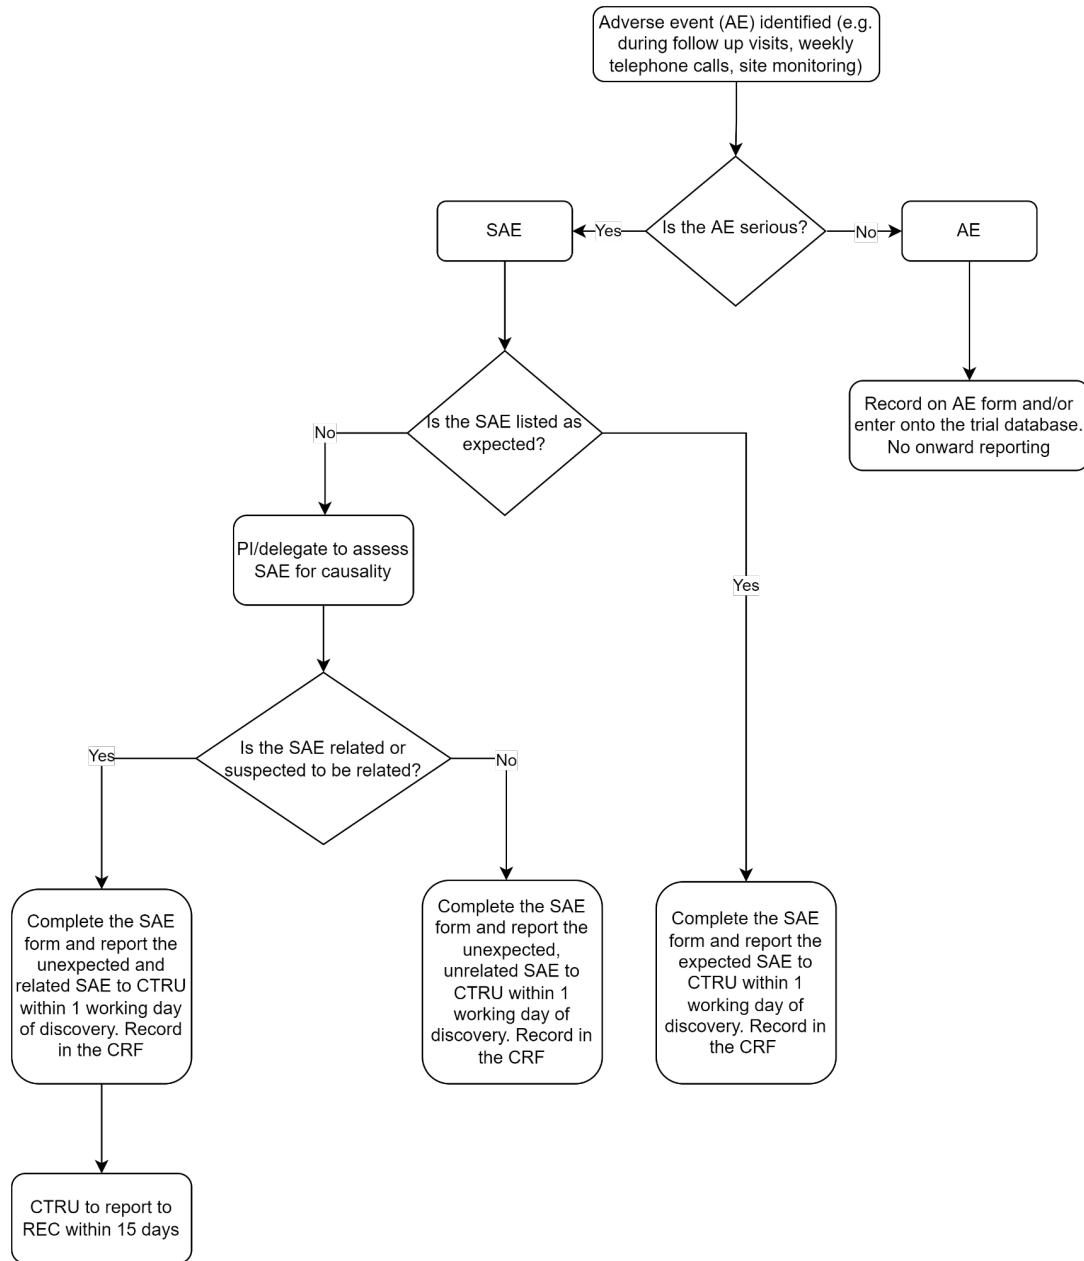 Adverse event (AE) identified (e.g.
during follow up visits, weekly
telephone calls, site monitoring)
Is the AE serious?
Yes
No
SAE
AE
Record on AE form and/or
enter onto the trial database.
No onward reporting
Is the SAE listed as
expected?
No
Yes
PI/delegate to assess
SAE for causality
Is the SAE related or
suspected to be related?
Yes
No
Complete the SAE
form and report the
unexpected and
related SAE to CTRU
within 1 working day
of discovery. Record
in the CRF
Complete the SAE
form and report the
unexpected,
unrelated SAE to
CTRU within 1
working day of
discovery. Record in
the CRF
Complete the SAE
form and report the
expected SAE to
CTRU within 1
working day of
discovery. Record in
the CRF
CTRU to report to
REC within 15 days